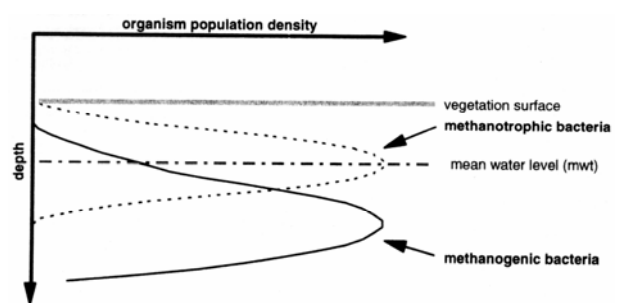 organism population density
vegetation surface
methanotrophic bacteria
mean water level (mwt)
depth
methanogenic bacteria